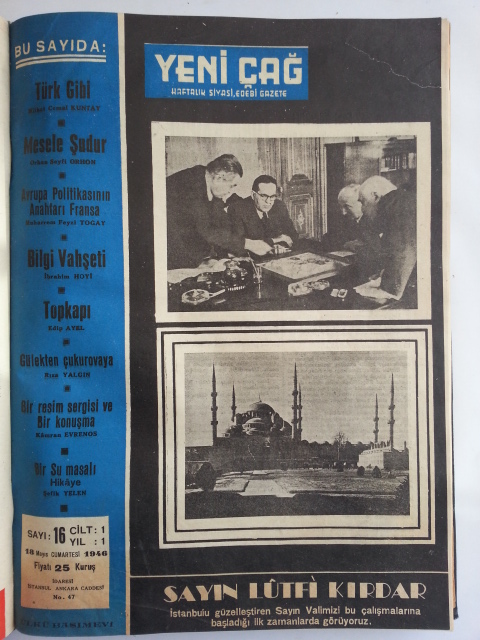 BU SAYIDA:
Türk Gibi
Mesele Şudur
Orhan Seyfi ORHON
Avrupa Politikasının
Anahtarı Fransa
Muharrem Feyzi TOGAY
Bilgi Vahşeti
İbrahim HOYİ
Topkapı
Edip AYEL
Gülekten çukurovaya
Rıza YALGIN
Bir resim sergisi ve
Bir konuşma
Kâmran EVRENOS
Bir Su masalı
Hikâye
Şefik YELEN
SAYI: 16 CİLT: 1
YIL : 1
18 Mayıs CUMARTESİ 1946
Fiyatı 25 Kuruş
İDARESİ
İSTANBUL ANKARA CADDESİ
No. 47
ÜLKÜ BASIMEVİ
YENİ ÇAĞ
HAFTALIK SİYASİ, EDEBİ GAZETE
SAYIN LÛTFİ KIRDAR
İstanbulu güzelleştiren Sayın Valimizi bu çalışmalarına
başladığı ilk zamanlarda görüyoruz.